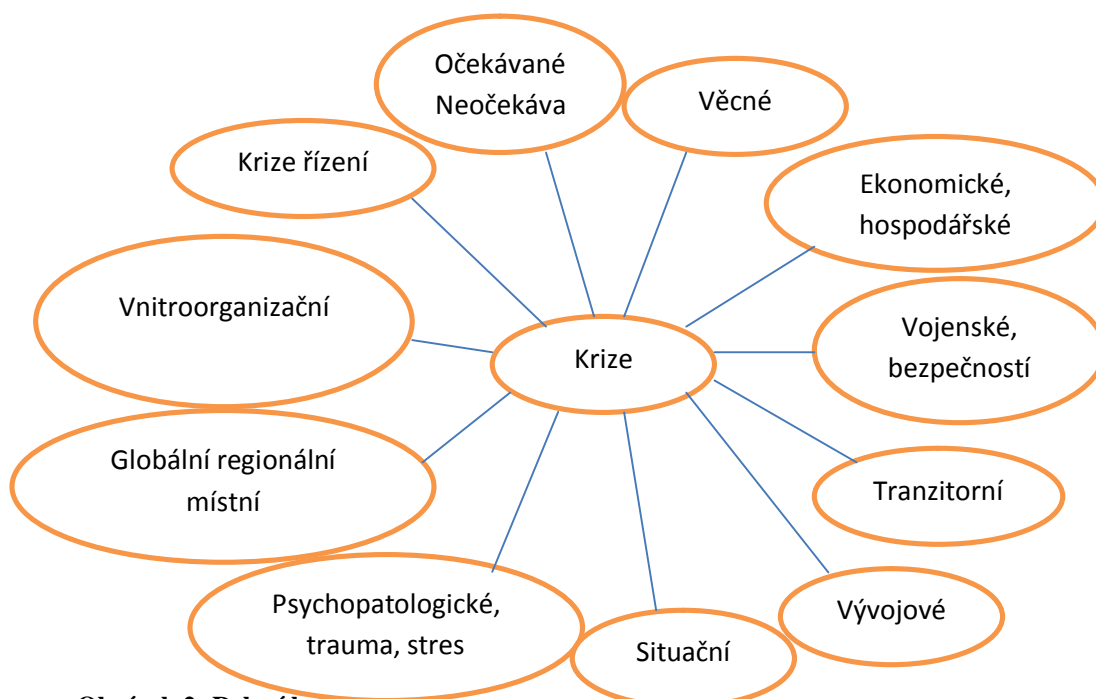 Očekávané
Neočekáva
Věcné
Krize řízení
Ekonomické,
hospodářské
Vnitroorganizační
Krize
Vojenské,
bezpečností
Globální regionální
místní
Tranzitorní
Psychopatologické,
trauma, stres
Vývojové
Situační